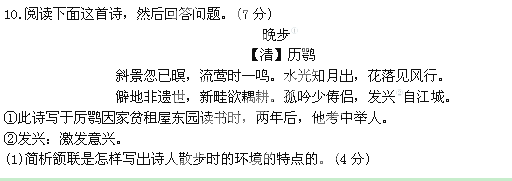 10.阅读下面这首诗，然后回答问题。(7 分)
晚步
【清】历鹗
斜景忽已暝，流莺时一鸣。水光知月出，花落见风行。
僻地非遗世，新畦欲耦耕。孤吟少俦侣，发兴②自江城。
①此诗写于厉鹗因家贫租屋东园读书时，两年后，他考中举人。
②发兴：激发意兴。
(1)简析颔联是怎样写出诗人散步时的环境的特点的。(4 分)